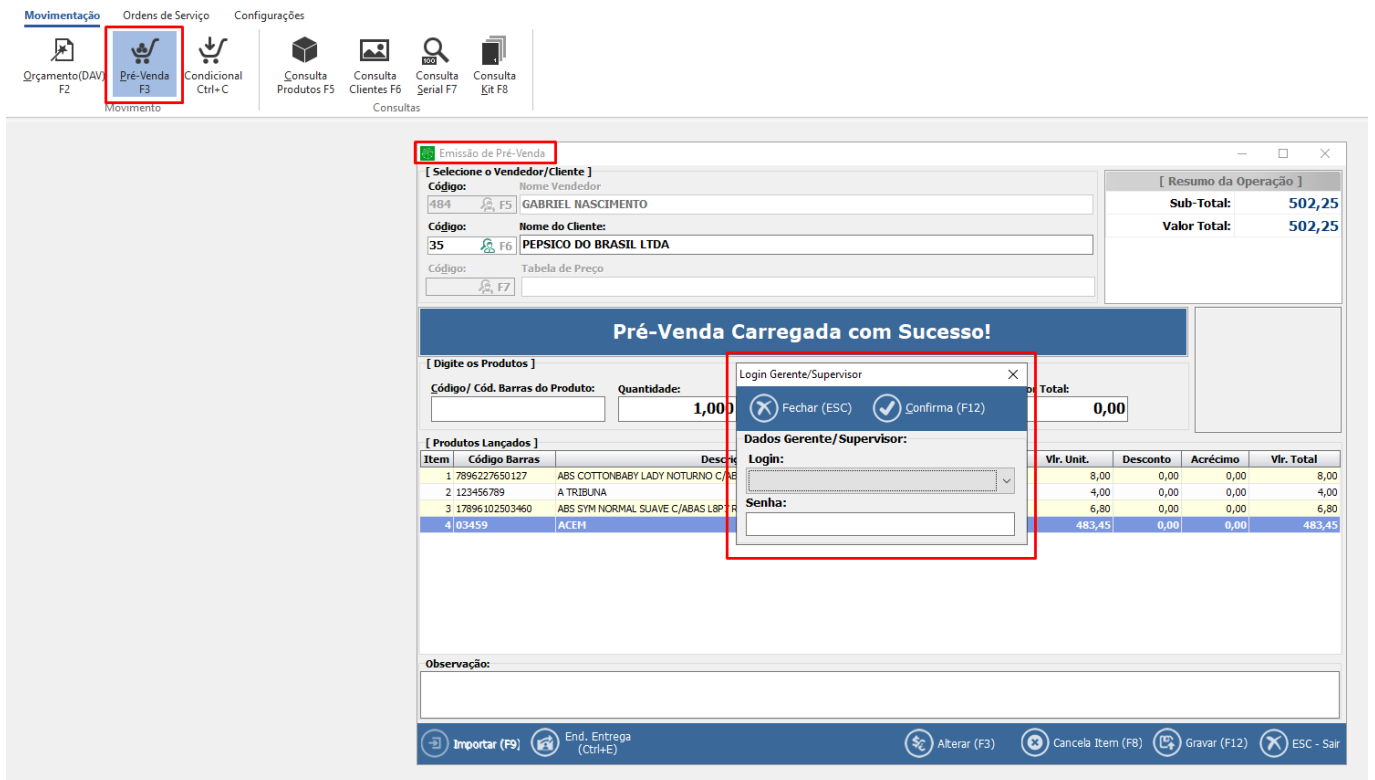 Movimentação Ordens de Serviço Configurações
Orçamento(DAV) F2
Pré-Venda F3
Condicional Ctrl+C
Consulta Produtos F5
Consulta Clientes F6
Consulta Serial F7
Consulta Kit F8
Movimento Consultas
Emissão de Pré-Venda
[ Selecione o Vendedor/Cliente ]
Código: Nome Vendedor
484 F5 GABRIEL NASCIMENTO
Código: Nome do Cliente:
35 F6 PEPSICO DO BRASIL LTDA
Código: Tabela de Preço
F7
[ Resumo da Operação ]
Sub-Total: 502,25
Valor Total: 502,25
Pré-Venda Carregada com Sucesso!
[ Digite os Produtos ]
Código/ Cód. Barras do Produto: Quantidade: Total:
1,000 0,00
Login Gerente/Supervisor
Fechar (ESC) Confirma (F12)
Dados Gerente/Supervisor:
Login:
Senha:
[ Produtos Lançados ]
Item Código Barras Vlr. Unit. Desconto Acrécimo Vlr. Total
1 7896227650127 ABS COTTONBABY LADY NOTURNO 8,00 0,00 0,00 8,00
2 123456789 A TRIBUNA 4,00 0,00 0,00 4,00
3 17896102503460 ABS SYM NORMAL SUAVE C/ABAS 6,80 0,00 0,00 6,80
4 03459 ACEM 483,45 0,00 0,00 483,45
Observação:
Importar (F9) End. Entrega (Ctrl+E) Alterar (F3) Cancela Item (F8) Gravar (F12) ESC - Sair